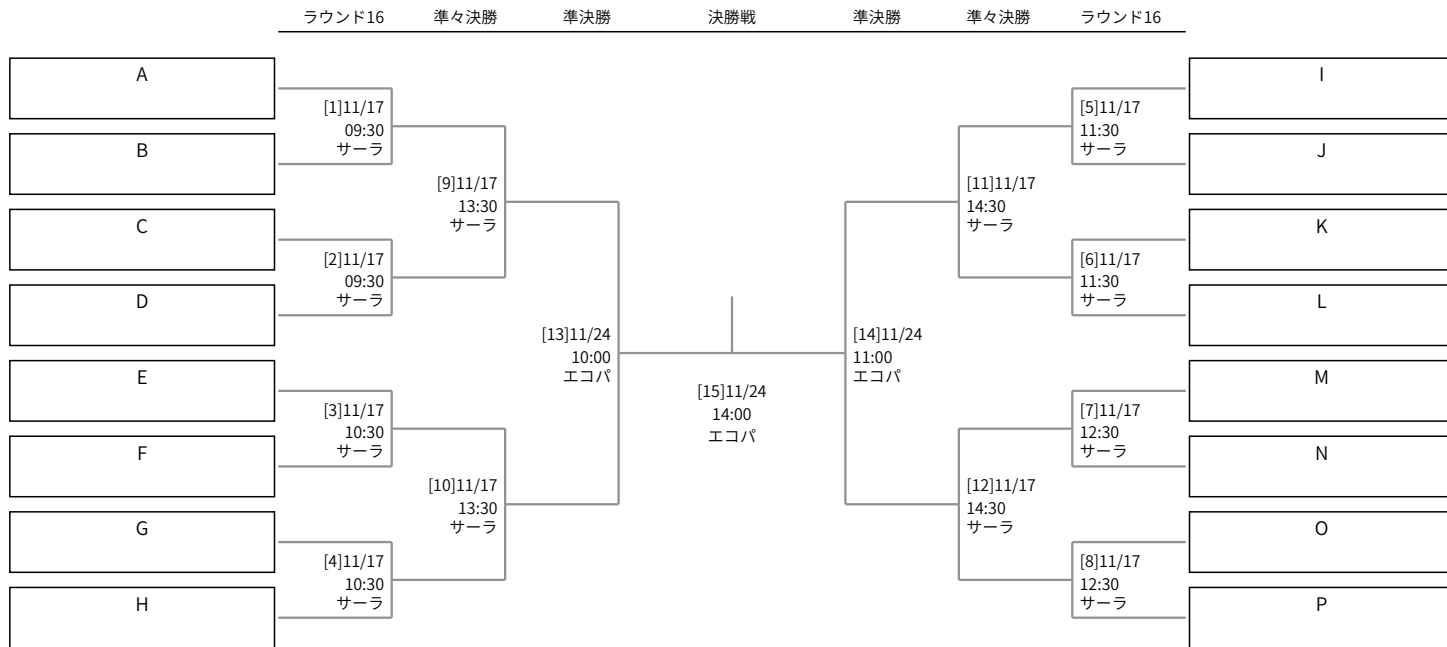 ラウンド16 準々決勝 準決勝 決勝戦 準決勝 準々決勝 ラウンド16
A
[1]11/17
09:30
サーラ
B
[9]11/17
13:30
サーラ
C
[2]11/17
09:30
サーラ
D
[13]11/24
10:00
エコパ
E
[3]11/17
10:30
サーラ
F
[10]11/17
13:30
サーラ
G
[4]11/17
10:30
サーラ
H
[15]11/24
14:00
エコパ
I
[5]11/17
11:30
サーラ
J
[11]11/17
14:30
サーラ
K
[6]11/17
11:30
サーラ
L
[14]11/24
11:00
エコパ
M
[7]11/17
12:30
サーラ
N
[12]11/17
14:30
サーラ
O
[8]11/17
12:30
サーラ
P